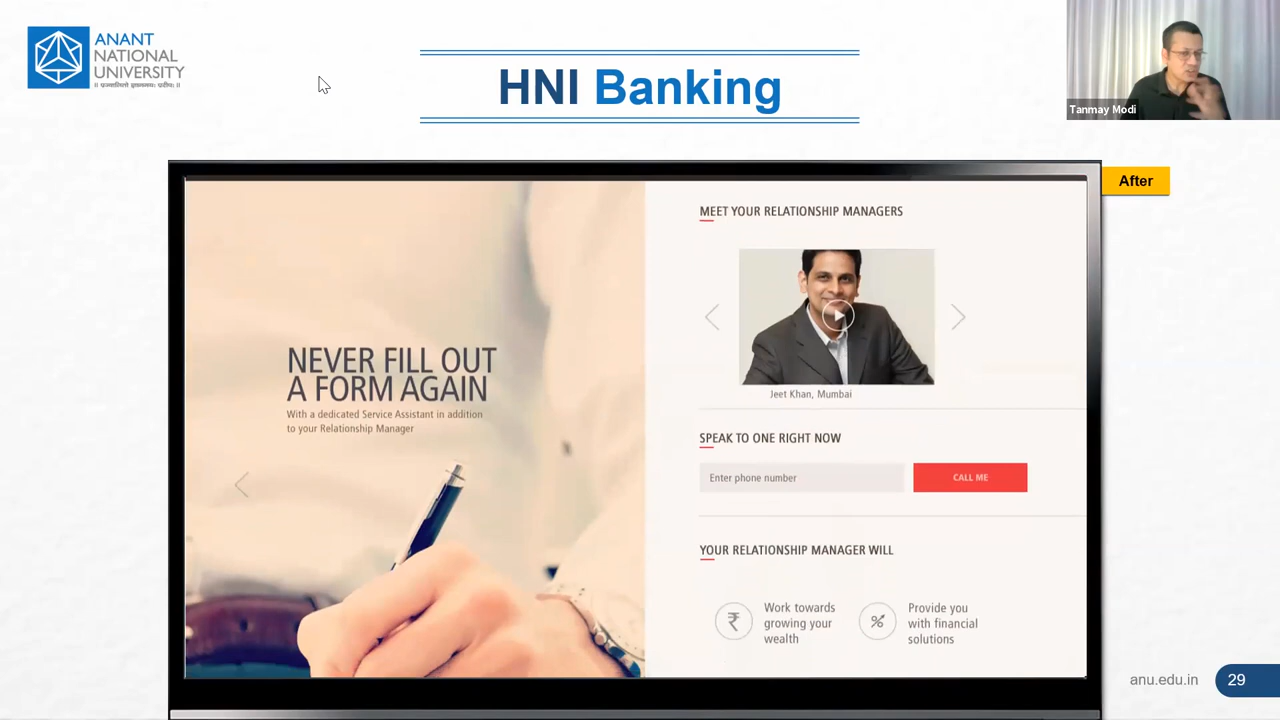 ANANT
NATIONAL
UNIVERSITY
HNI Banking
Tanmay Modi
After
NEVER FILL OUT
A FORM AGAIN
With a dedicated Service Assistant in addition
to your Relationship Manager
MEET YOUR RELATIONSHIP MANAGERS
Jeet Khan, Mumbai
SPEAK TO ONE RIGHT NOW
Enter phone number
CALL ME
YOUR RELATIONSHIP MANAGER WILL
₹
Work towards
growing your
wealth
%
Provide you
with financial
solutions
anu.edu.in
29